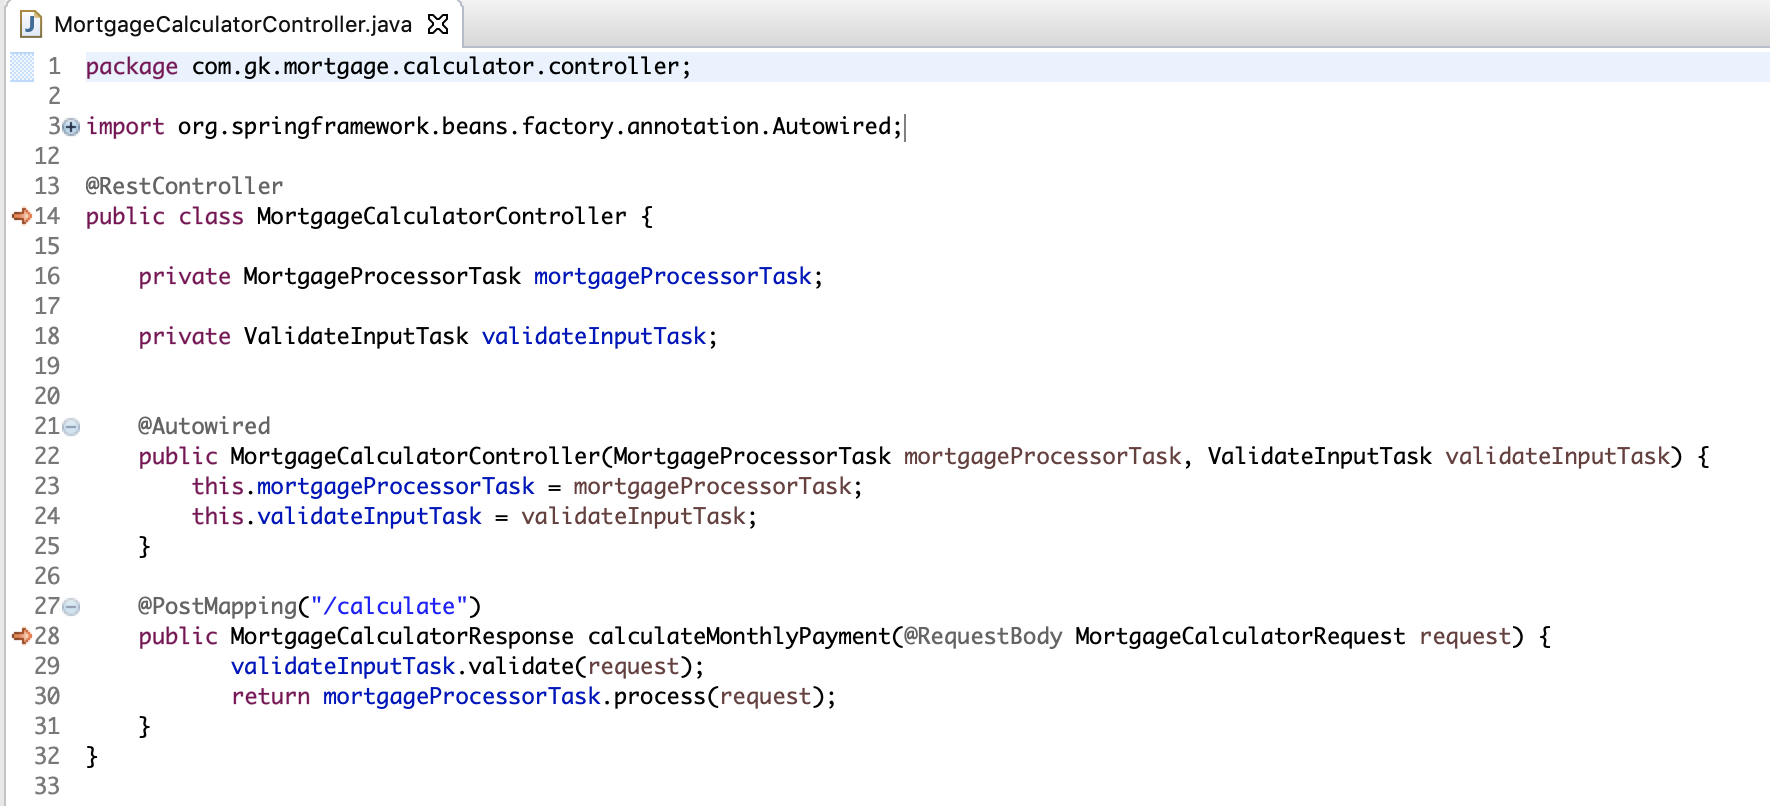 MortgageCalculatorController.java
1 package com.gk.mortgage.calculator.controller;
2
3 import org.springframework.beans.factory.annotation.Autowired;
12
13 @RestController
14 public class MortgageCalculatorController {
15
16     private MortgageProcessorTask mortgageProcessorTask;
17
18     private ValidateInputTask validateInputTask;
19
20
21     @Autowired
22     public MortgageCalculatorController(MortgageProcessorTask mortgageProcessorTask, ValidateInputTask validateInputTask) {
23         this.mortgageProcessorTask = mortgageProcessorTask;
24         this.validateInputTask = validateInputTask;
25     }
26
27     @PostMapping("/calculate")
28     public MortgageCalculatorResponse calculateMonthlyPayment(@RequestBody MortgageCalculatorRequest request) {
29            validateInputTask.validate(request);
30            return mortgageProcessorTask.process(request);
31     }
32 }
33